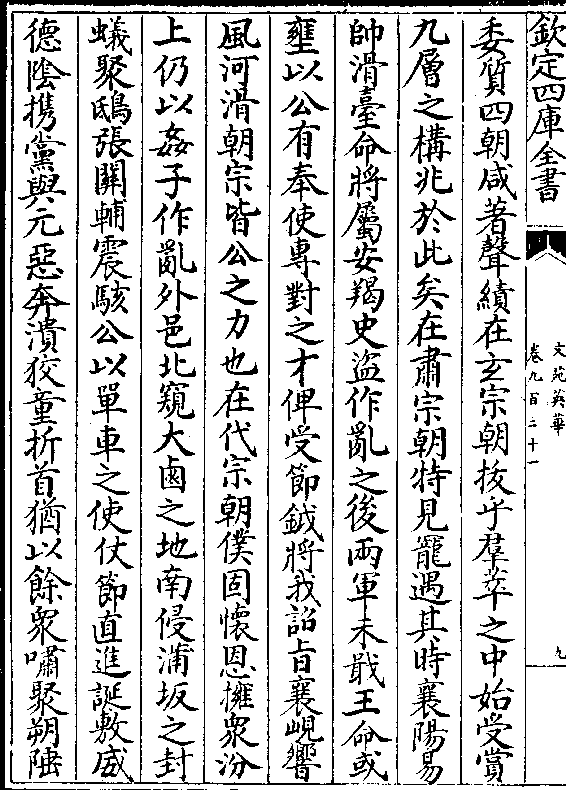 欽定四庫全書
文苑英華
卷九百二十一
九
委質四朝咸著聲績在玄宗朝拔乎羣萃之中始受賞
九層之構兆於此矣在肅宗朝特見寵遇其時襄陽易
帥滑臺命將屬安羯史盜作亂之後兩軍未戢王命或
壅以公有奉使專對之才俾受節鉞將我詔旨襄峴響
風河滑朝宗皆公之力也在代宗朝僕固懷恩擁衆汾
上仍以姦子作亂外邑北窺大鹵之地南侵蒲坂之封
蟻聚鴟張關輔震駭公以單車之使仗節直進誕敷威
德陰携黨與元惡奔潰狡童折首猶以餘衆嘯聚朔陲